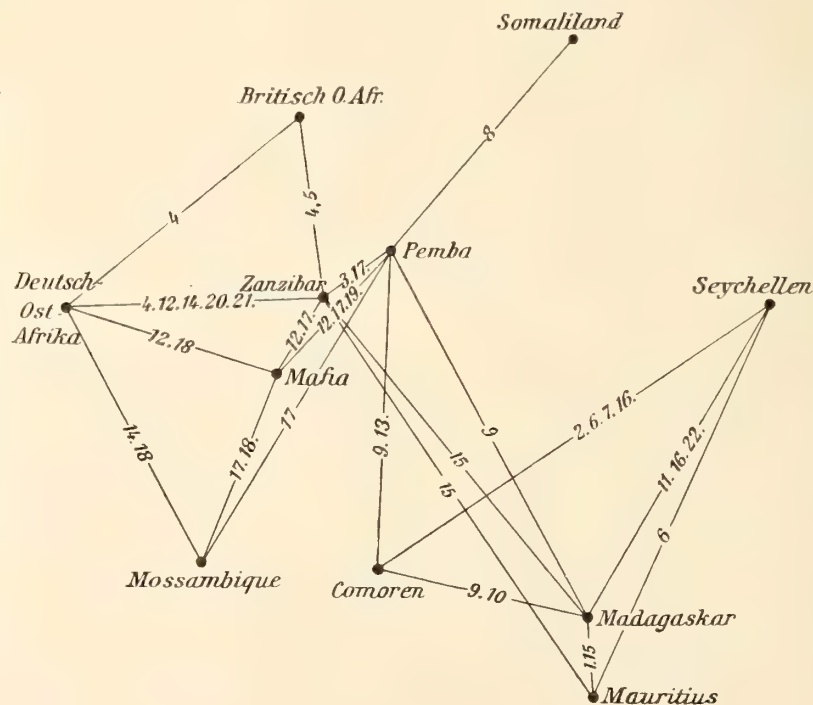 Somaliland
Britisch O.Afr.
8
4
4,5
Pemba
Deutsch-
Ost-
Afrika
Zanzibar
3.17.
4.12.14.20.21.
12.17.19.
12.17.
Seychellen
12.18
Mafia
17
9.13.
9
2.6.7.16.
14.18
17.18.
15
15
11.16.22.
6
Mossambique
Comoren
9.10
Madagaskar
1.15
Mauritius